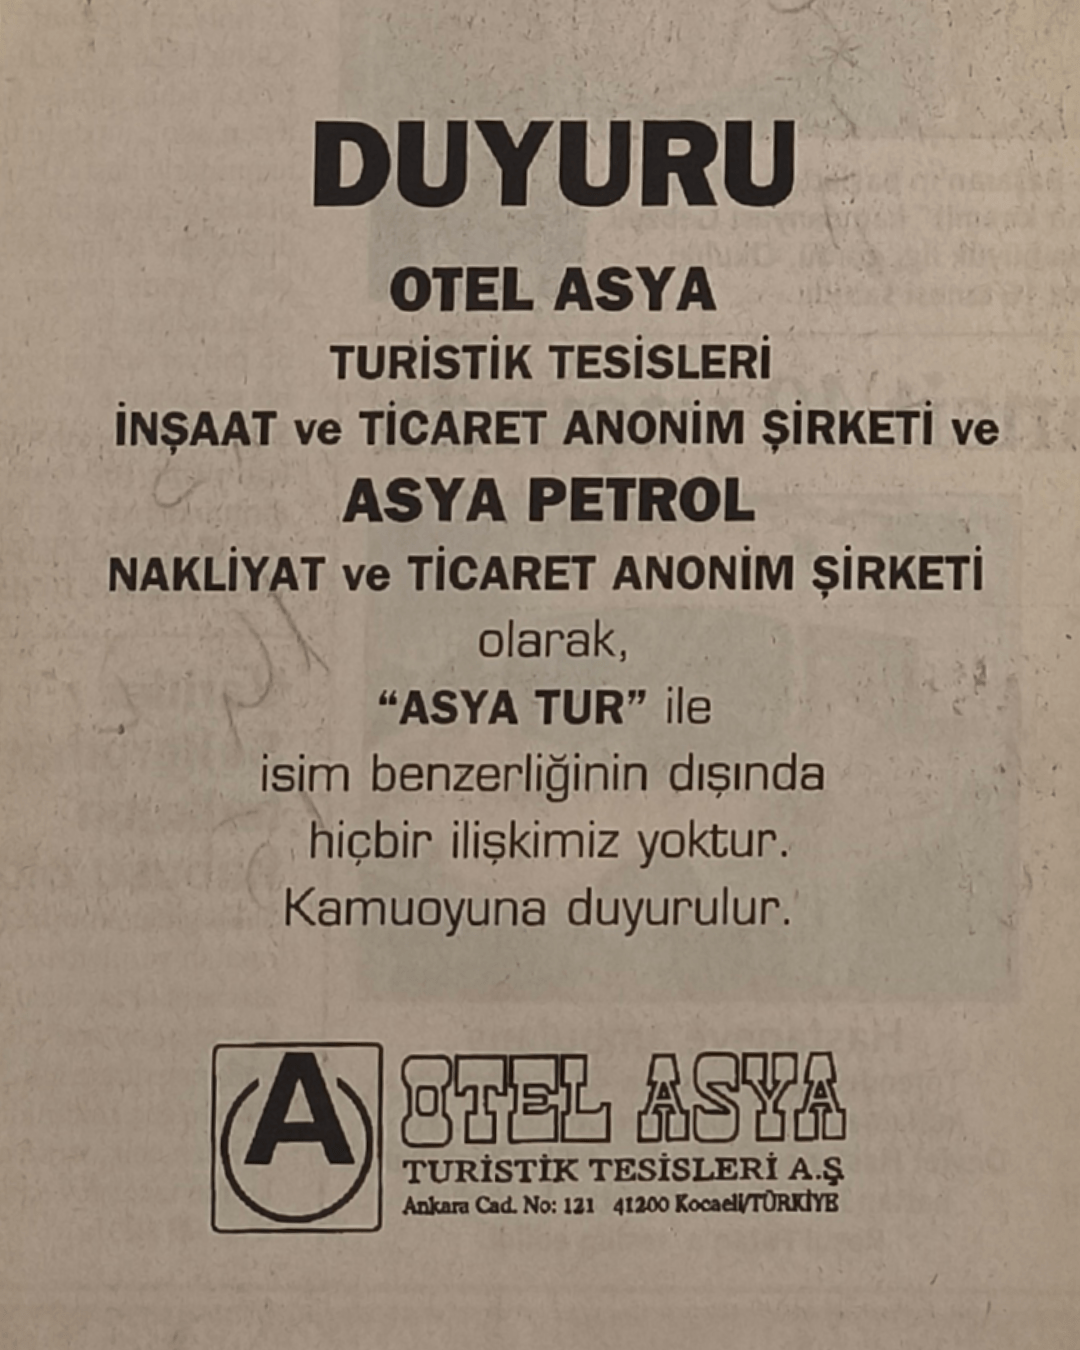 DUYURU
OTEL ASYA
TURİSTİK TESİSLERİ
İNŞAAT ve TİCARET ANONİM ŞİRKETİ ve
ASYA PETROL
NAKLİYAT ve TİCARET ANONİM ŞİRKETİ
olarak,
“ASYA TUR” ile
isim benzerliğinin dışında
hiçbir ilişkimiz yoktur.
Kamuoyuna duyurulur.
A OTEL ASYA
TURİSTİK TESİSLERİ A.Ş
Ankara Cad. No: 121 41200 Kocaeli/TÜRKİYE